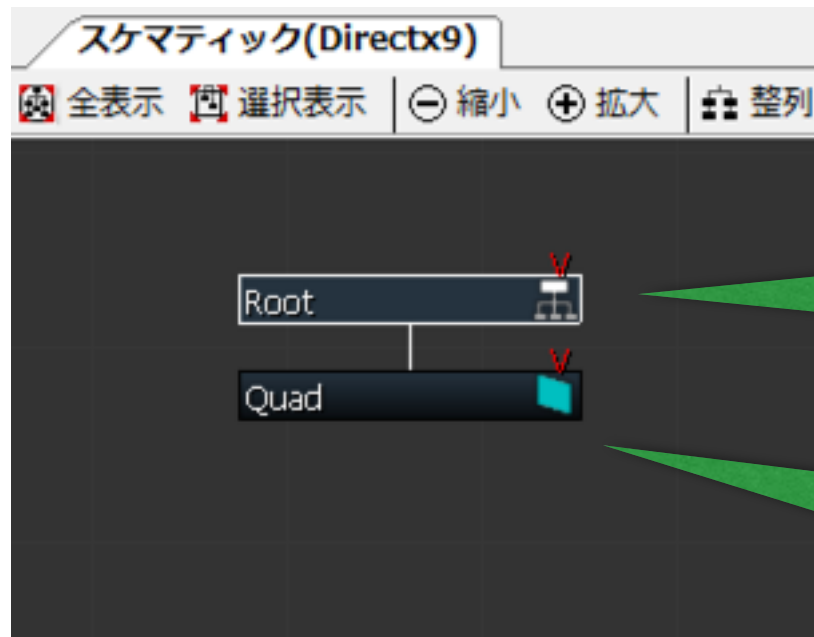 スケマティック(Directx9)
全表示 選択表示 縮小 拡大 整列
V
Root
V
Quad